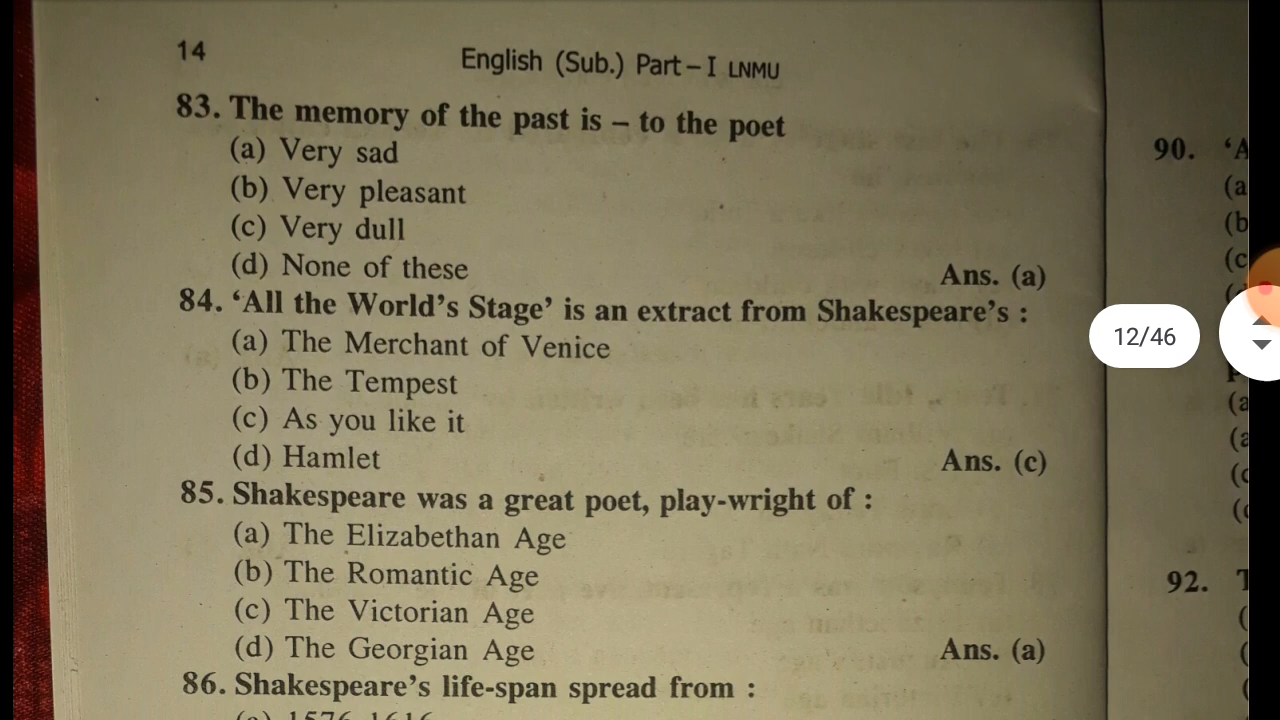 14
English (Sub.) Part – I LNMU
83. The memory of the past is – to the poet
(a) Very sad
(b) Very pleasant
(c) Very dull
(d) None of these Ans. (a)
84. ‘All the World’s Stage’ is an extract from Shakespeare’s :
(a) The Merchant of Venice
(b) The Tempest
(c) As you like it
(d) Hamlet Ans. (c)
85. Shakespeare was a great poet, play-wright of :
(a) The Elizabethan Age
(b) The Romantic Age
(c) The Victorian Age
(d) The Georgian Age Ans. (a)
86. Shakespeare’s life-span spread from :
90. ‘A
(a
(b
(c
12/46
92. T